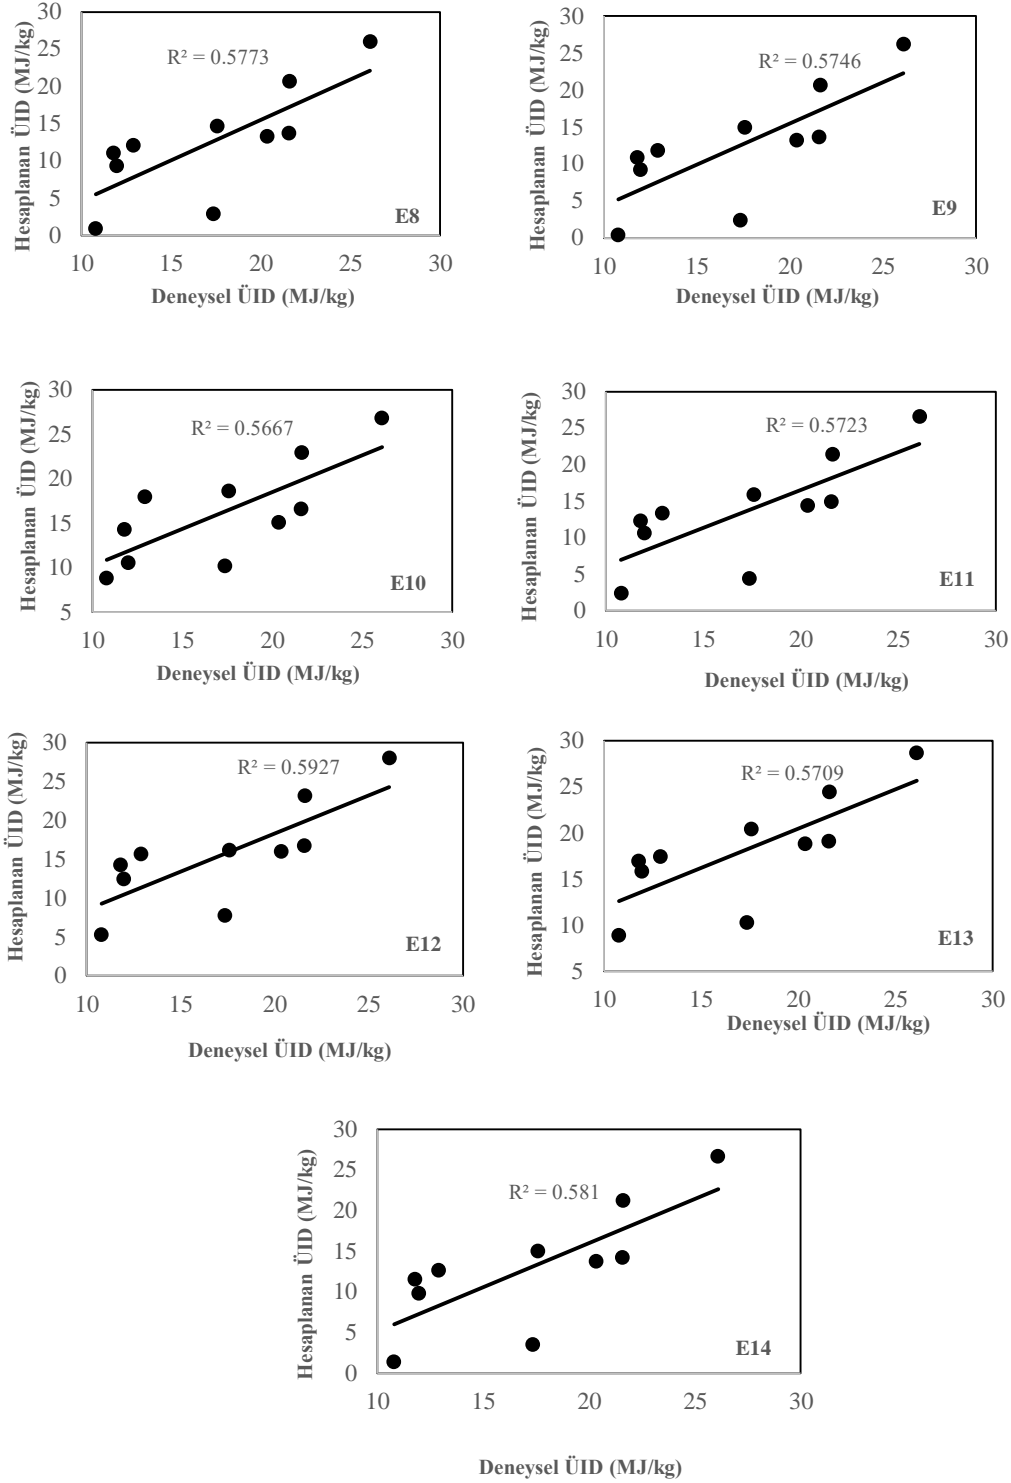 30
25
20
15
10
5
0
Hesaplanan ÜID (MJ/kg)
R² = 0.5773
E8
10 15 20 25 30
Deneysel ÜID (MJ/kg)
30
25
20
15
10
5
0
Hesaplanan ÜID (MJ/kg)
R² = 0.5746
E9
10 15 20 25 30
Deneysel ÜID (MJ/kg)
30
25
20
15
10
5
Hesaplanan ÜID (MJ/kg)
R² = 0.5667
E10
10 15 20 25 30
Deneysel ÜID (MJ/kg)
30
25
20
15
10
5
0
Hesaplanan ÜID (MJ/kg)
R² = 0.5723
E11
10 15 20 25 30
Deneysel ÜID (MJ/kg)
30
25
20
15
10
5
0
Hesaplanan ÜID (MJ/kg)
R² = 0.5927
E12
10 15 20 25 30
Deneysel ÜID (MJ/kg)
30
25
20
15
10
5
Hesaplanan ÜID (MJ/kg)
R² = 0.5709
E13
10 15 20 25 30
Deneysel ÜID (MJ/kg)
30
25
20
15
10
5
0
Hesaplanan ÜID (MJ/kg)
R² = 0.581
E14
10 15 20 25 30
Deneysel ÜID (MJ/kg)